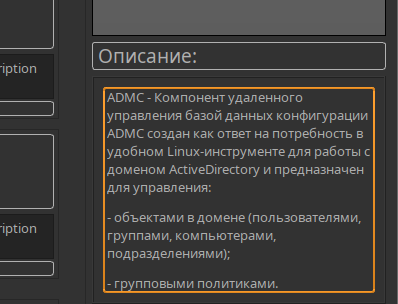 Описание:
ription
ADMC - Компонент удаленного
управления базой данных конфигурации
ADMC создан как ответ на потребность в
удобном Linux-инструменте для работы с
доменом ActiveDirectory и предназначен
для управления:
- объектами в домене (пользователями,
группами, компьютерами,
подразделениями);
- групповыми политиками.
ription